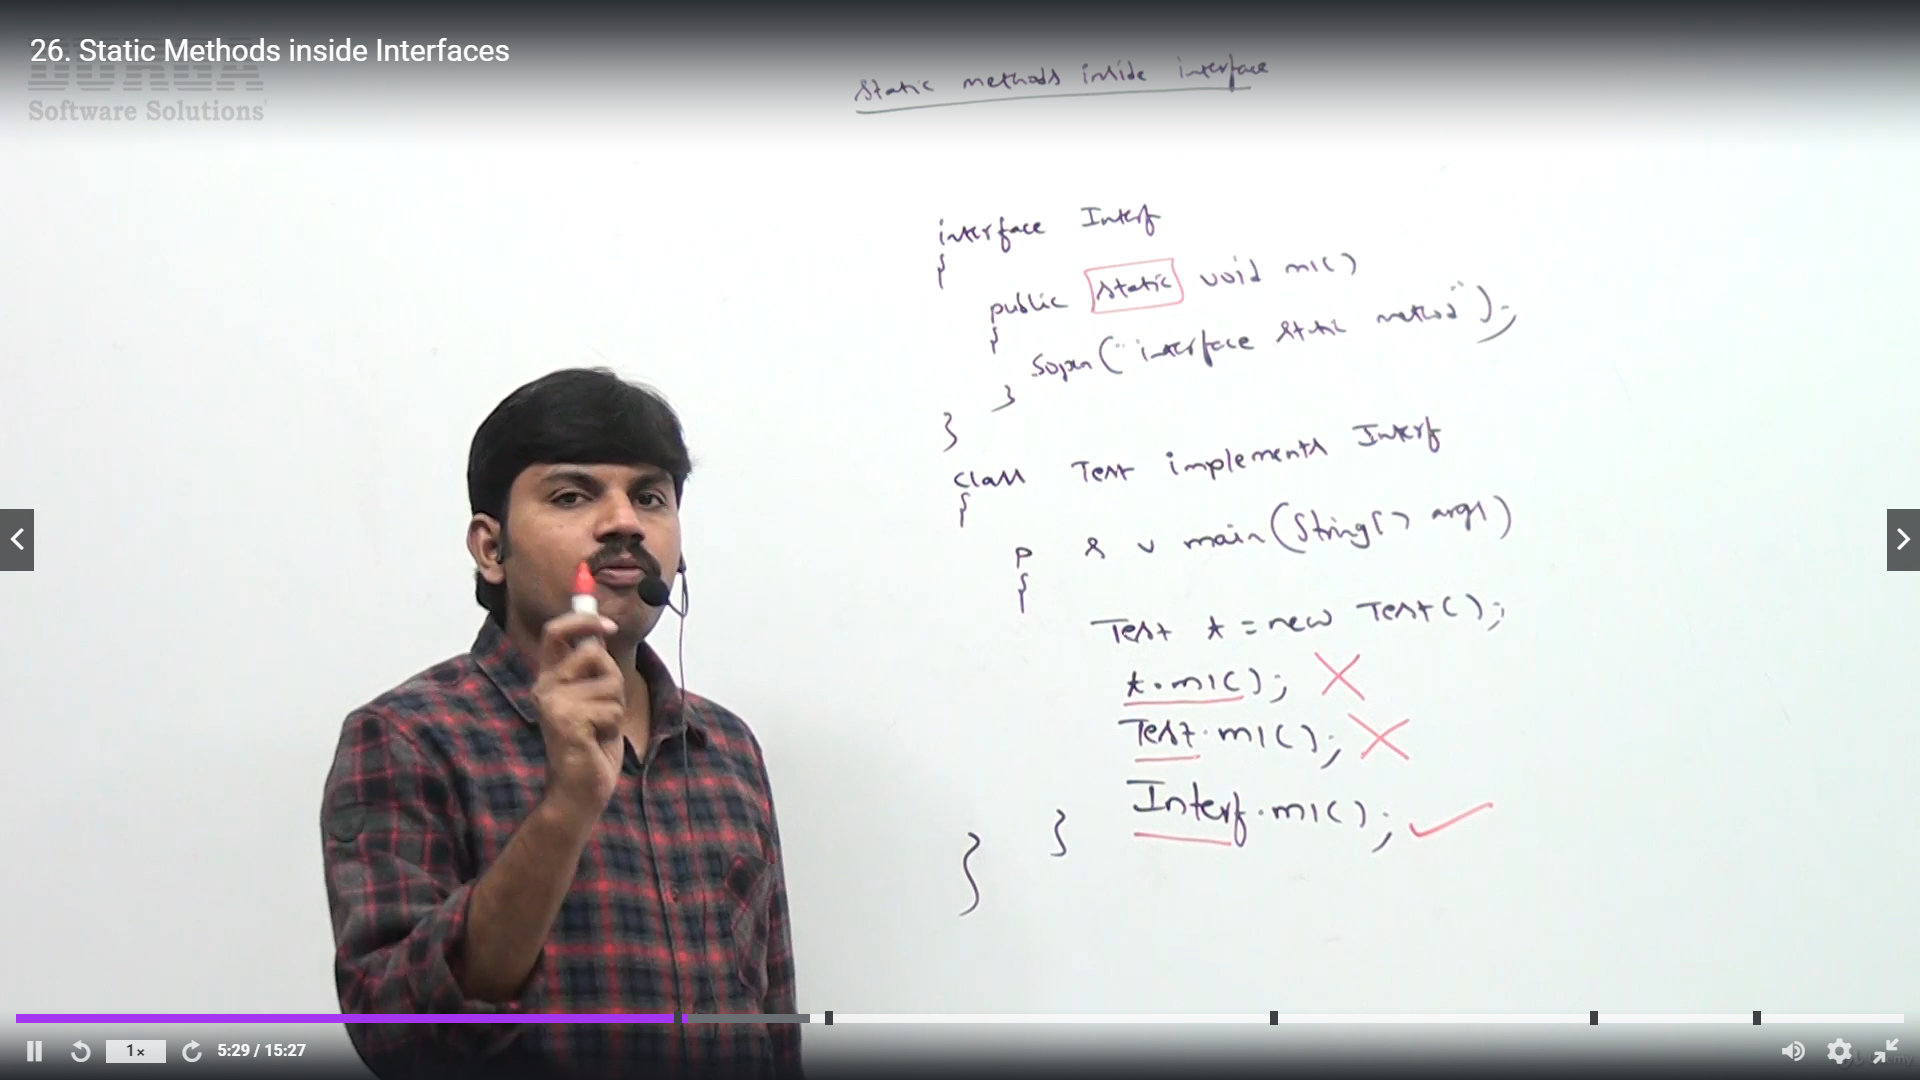 26. Static Methods inside Interfaces
DURGA
Software Solutions
Static methods inside interface
interface Interf
{
public static void m1()
{
Sopln("interface static method");
}
}
class Test implements Interf
{
p s v main(String[] args)
{
Test t = new Test();
t.m1();
Test.m1();
Interf.m1();
}
}
1×
5:29 / 15:27